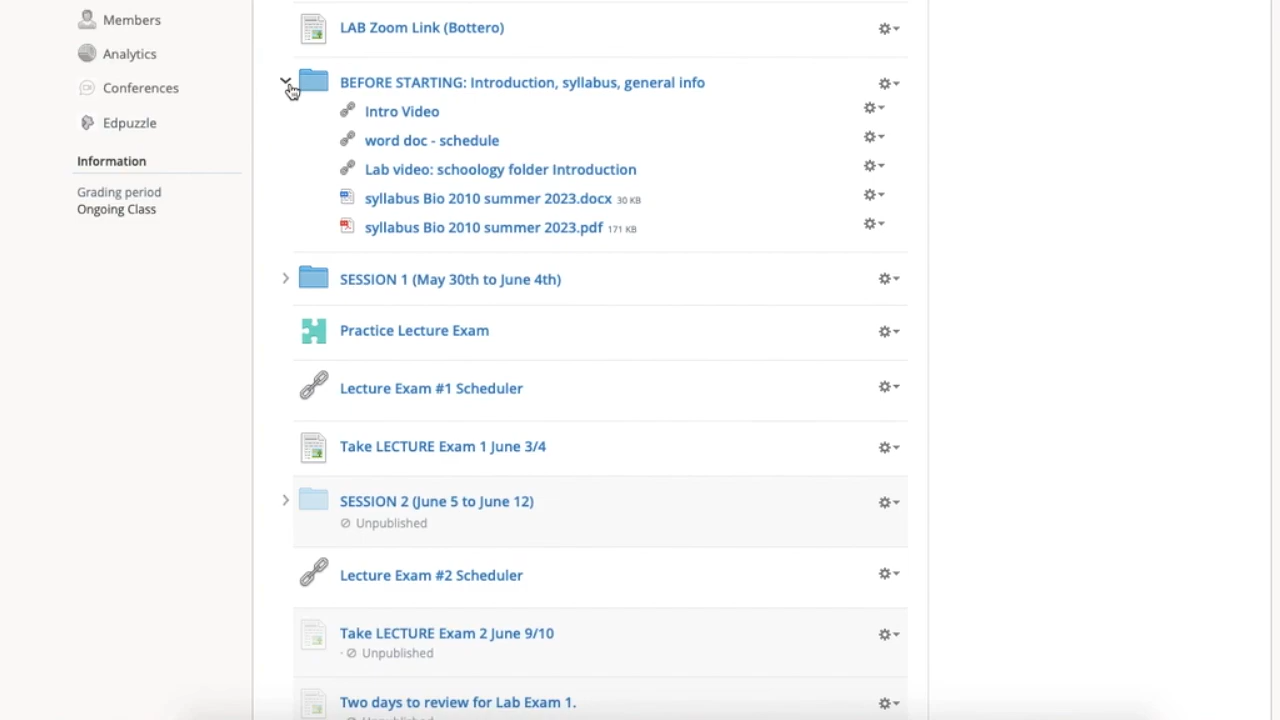 Members
Analytics
Conferences
Edpuzzle
Information
Grading period
Ongoing Class
LAB Zoom Link (Bottero)
BEFORE STARTING: Introduction, syllabus, general info
Intro Video
word doc - schedule
Lab video: schoology folder Introduction
syllabus Bio 2010 summer 2023.docx 30 KB
syllabus Bio 2010 summer 2023.pdf 171 KB
SESSION 1 (May 30th to June 4th)
Practice Lecture Exam
Lecture Exam #1 Scheduler
Take LECTURE Exam 1 June 3/4
SESSION 2 (June 5 to June 12)
Unpublished
Lecture Exam #2 Scheduler
Take LECTURE Exam 2 June 9/10
· Unpublished
Two days to review for Lab Exam 1.